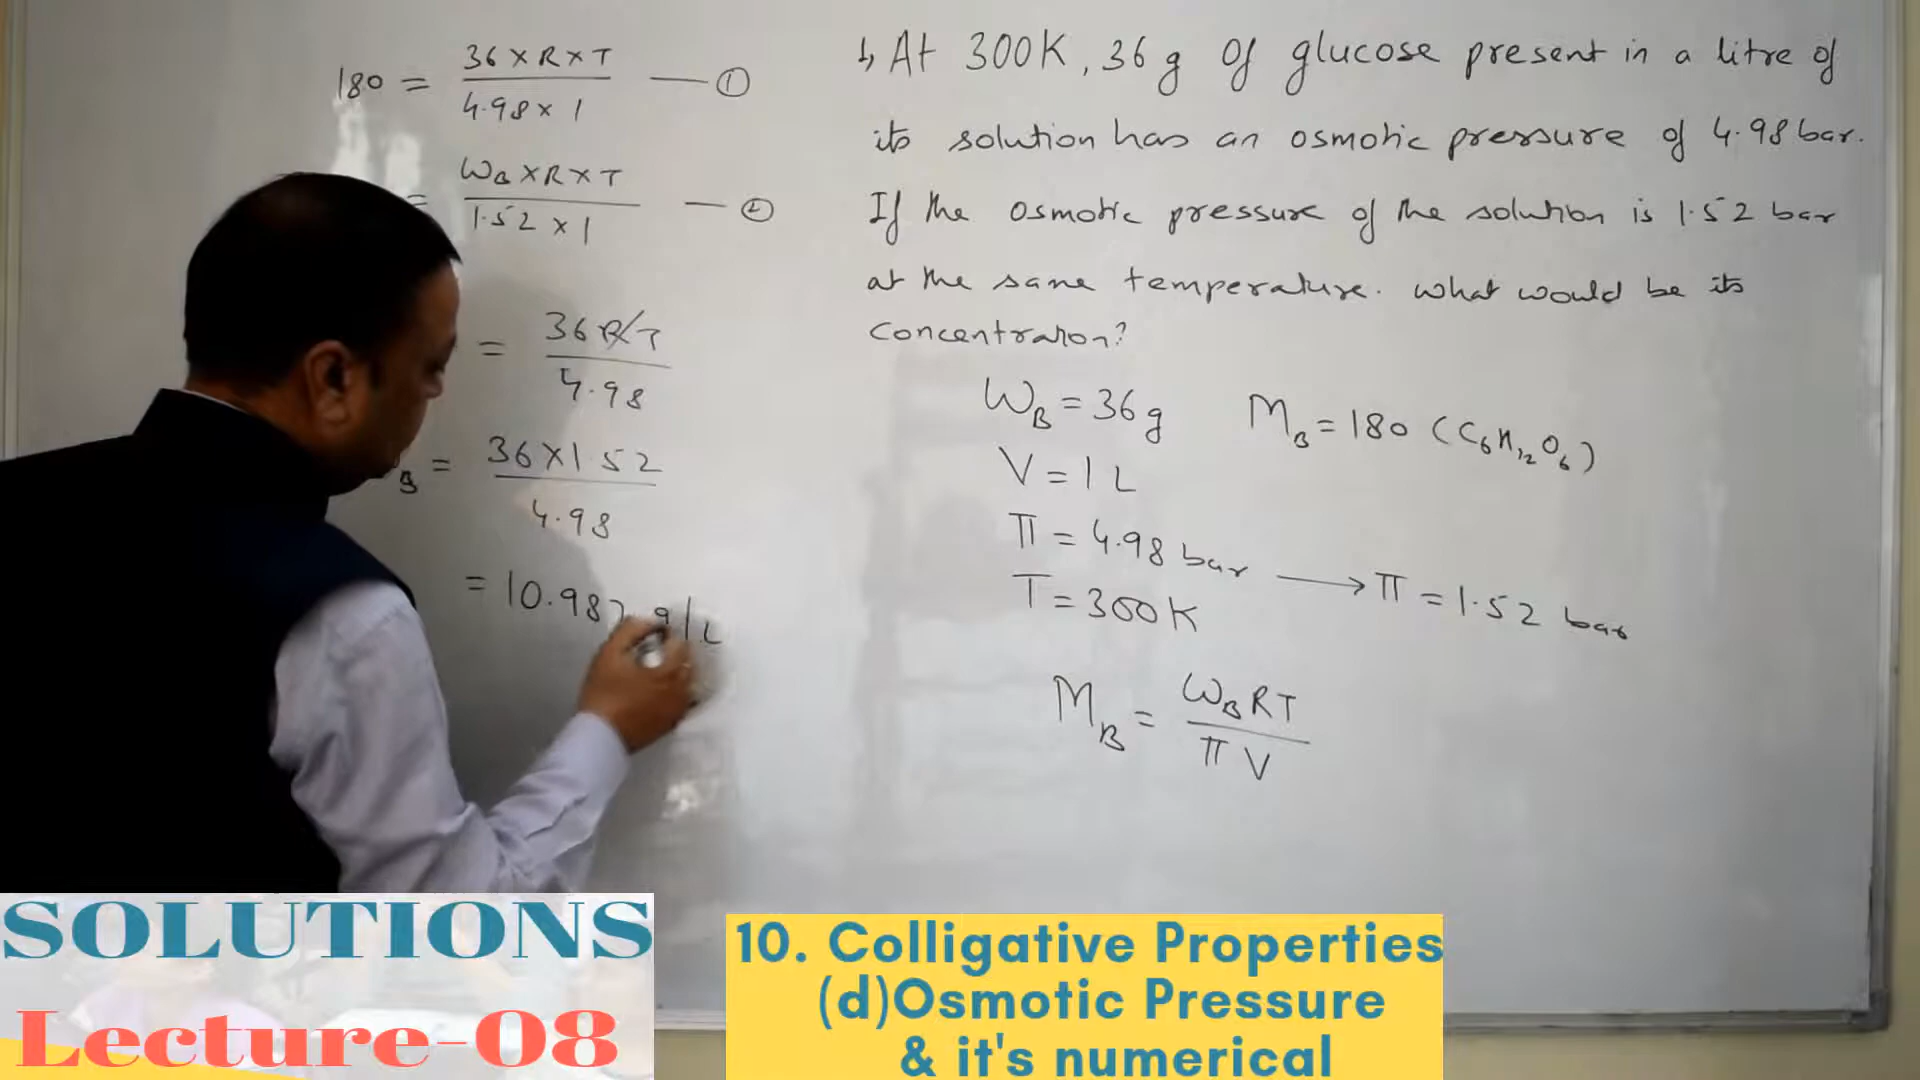 180 = 36 × R × T / 4.98 × 1 — ①
= WB × R × T / 1.52 × 1 — ②
= 36 R T / 4.98
B = 36 × 1.52 / 4.98
= 10.98 g/L
1, At 300K, 36 g of glucose present in a litre of
its solution has an osmotic pressure of 4.98 bar.
If the osmotic pressure of the solution is 1.52 bar
at the same temperature. what would be its
concentration?
WB = 36 g MB = 180 (C6H12O6)
V = 1 L
π = 4.98 bar → π = 1.52 bar
T = 300K
MB = WB RT / π V
SOLUTIONS
Lecture-08
10. Colligative Properties
(d)Osmotic Pressure
& it's numerical